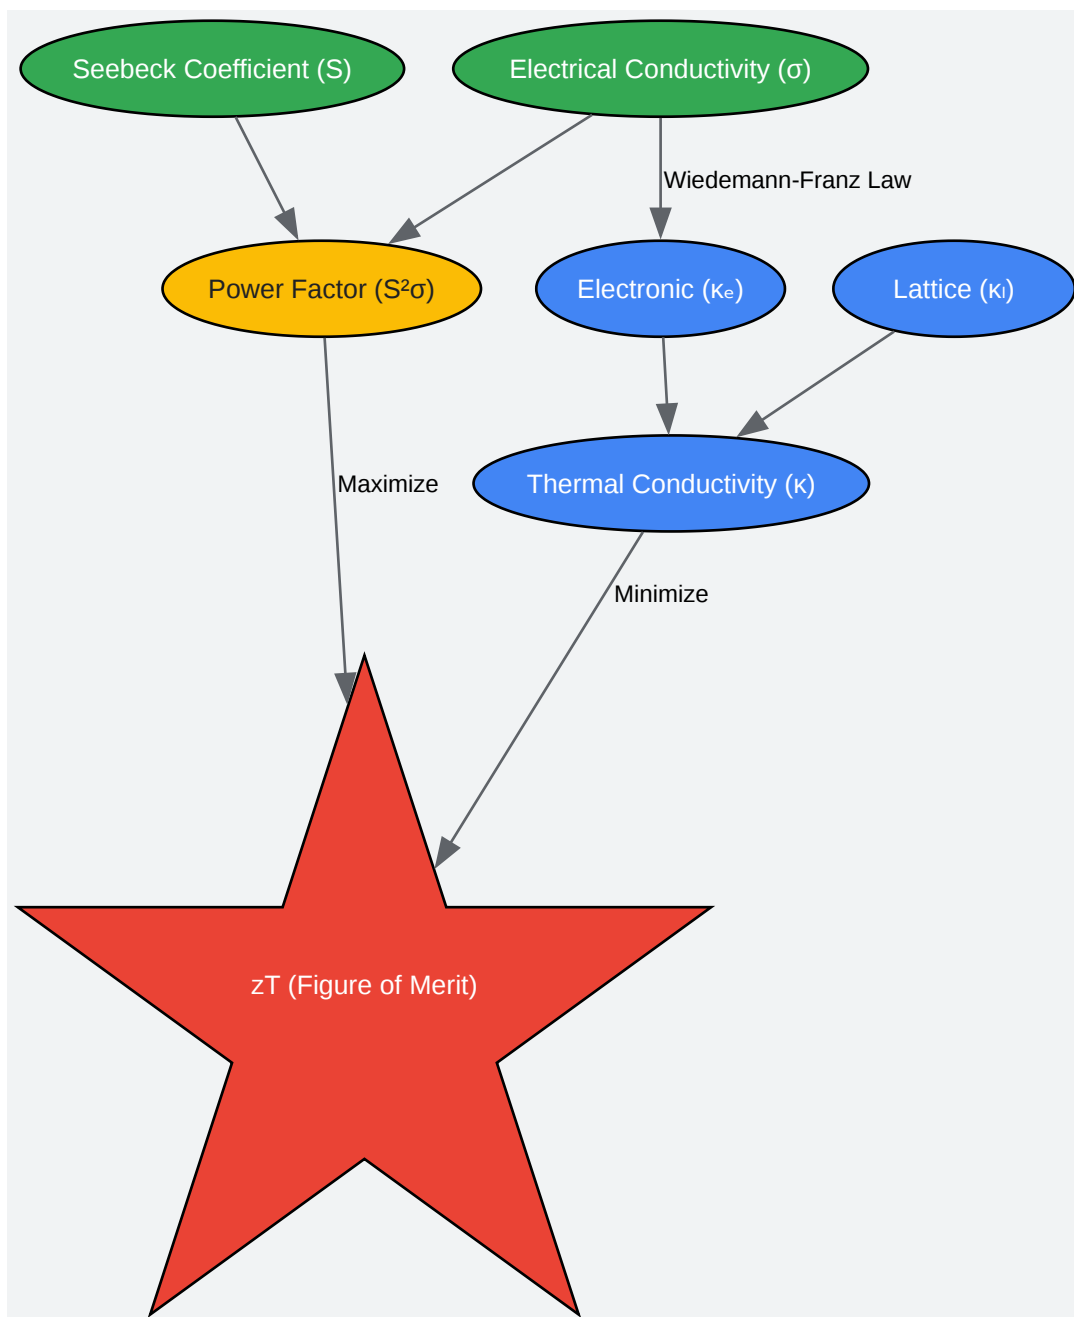 Seebeck Coefficient (S)
Electrical Conductivity (σ)
Wiedemann-Franz Law
Power Factor (S²σ)
Electronic (κₑ)
Lattice (κₗ)
Maximize
Thermal Conductivity (κ)
Minimize
zT (Figure of Merit)